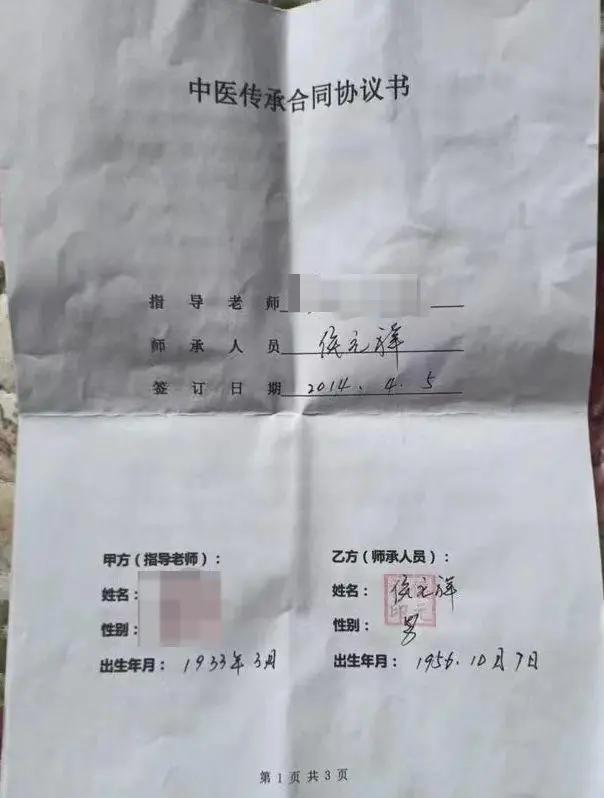 中医传承合同协议书
指导老师
师承人员 侯元祥
签订日期 2014.4.5
甲方（指导老师）： 乙方（师承人员）：
姓名： 姓名：侯元祥
性别： 性别：男
出生年月：1933年3月 出生年月：1956.10月7日
第1页共3页